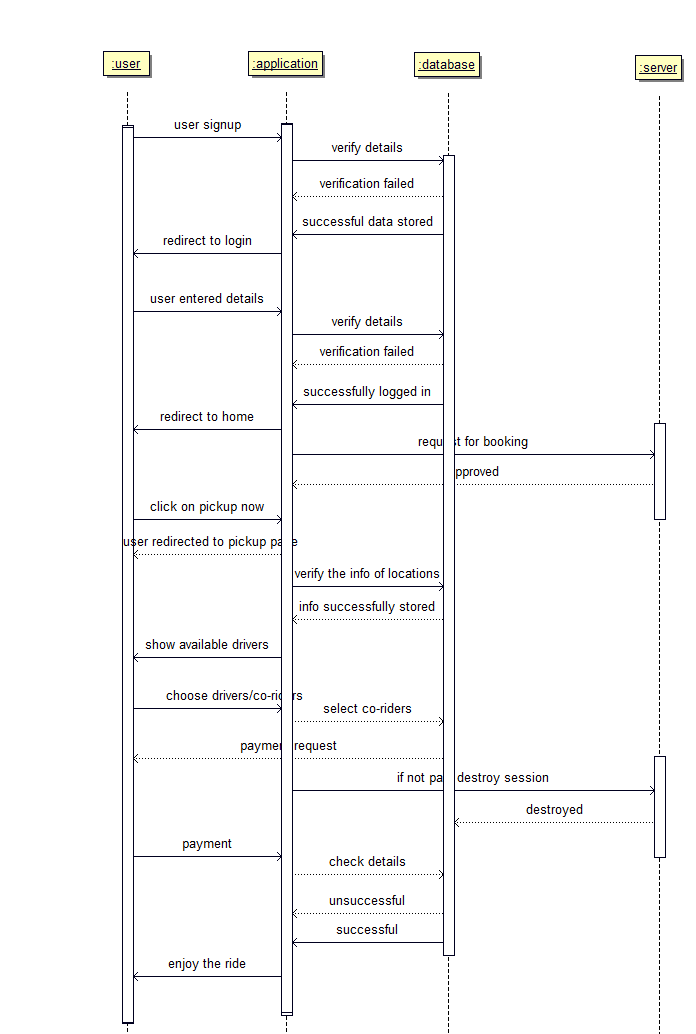 :user
:application
:database
:server
user signup
verify details
verification failed
successful data stored
redirect to login
user entered details
verify details
verification failed
successfully logged in
redirect to home
request for booking
approved
click on pickup now
user redirected to pickup page
verify the info of locations
info successfully stored
show available drivers
choose drivers/co-riders
select co-riders
payment request
if not destroy session
destroyed
payment
check details
unsuccessful
successful
enjoy the ride